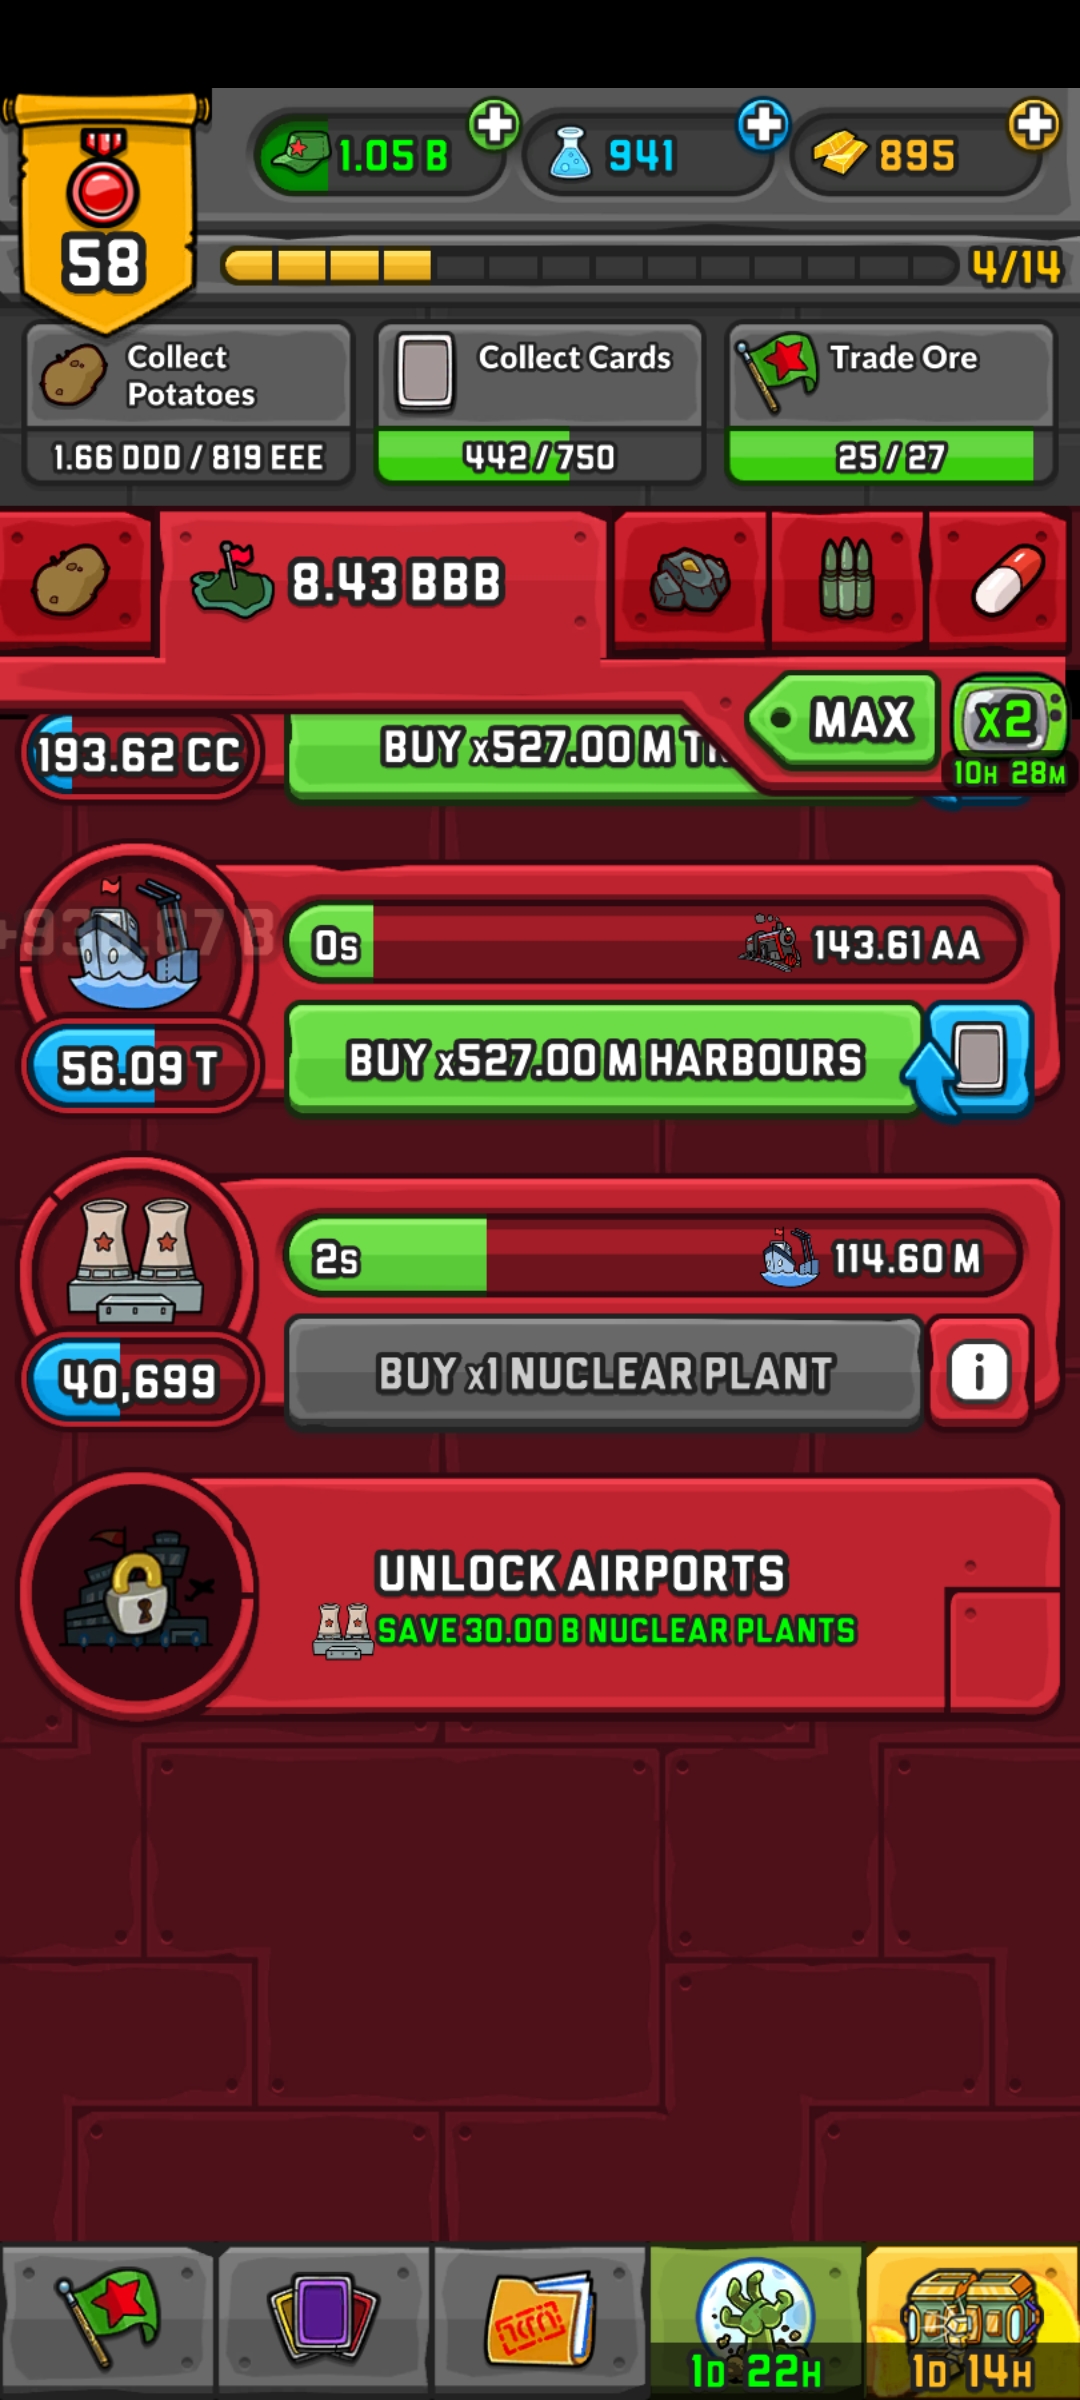 58
1.05 B
941
895
4/14
Collect
Potatoes
1.66 DDD / 819 EEE
Collect Cards
442/750
Trade Ore
25/27
8.43 BBB
MAX
x2
10H 28M
193.62 CC
BUY x527.00 M
0s
143.61 AA
56.09 T
BUY x527.00 M HARBOURS
2s
114.60 M
40,699
BUY x1 NUCLEAR PLANT
i
UNLOCK AIRPORTS
SAVE 30.00 B NUCLEAR PLANTS
1D 22H
1D 14H